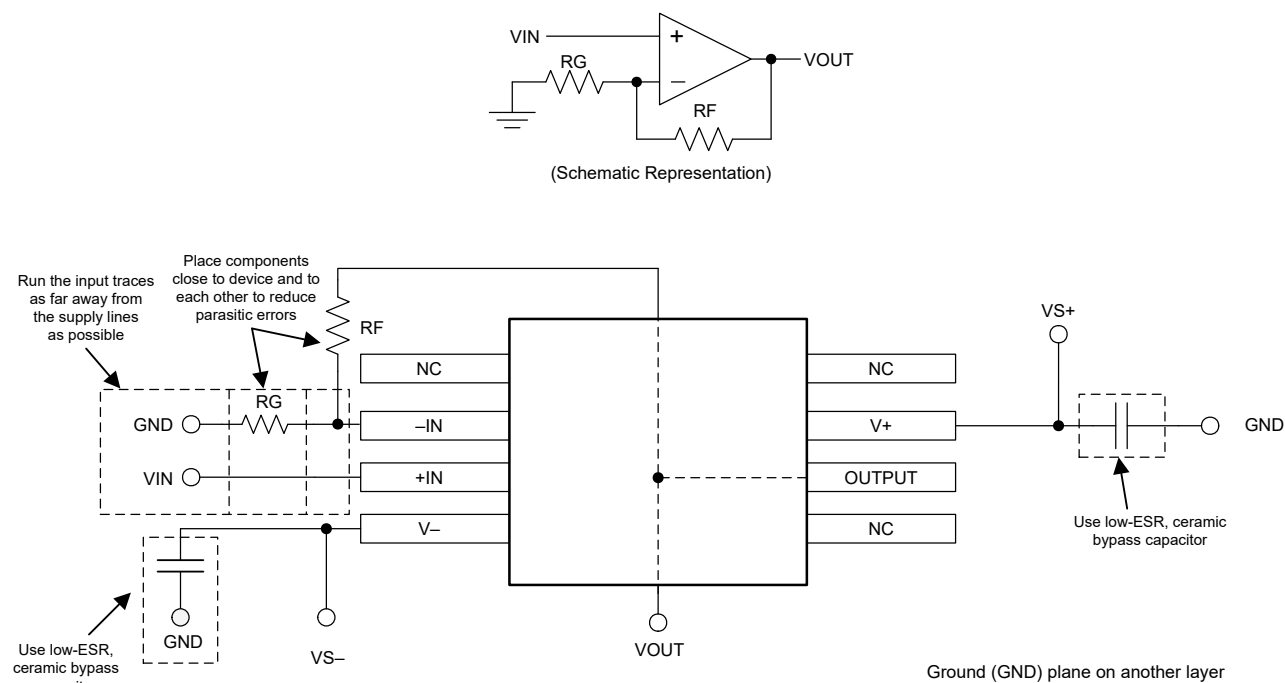 VIN
+
RG
–
VOUT
RF
(Schematic Representation)
Run the input traces
as far away from
the supply lines
as possible
Place components
close to device and to
each other to reduce
parasitic errors
RF
VS+
NC
NC
RG
GND
–IN
V+
GND
VIN
+IN
OUTPUT
V–
NC
Use low-ESR, ceramic
bypass capacitor
GND
VS–
VOUT
Use low-ESR,
ceramic bypass
Ground (GND) plane on another layer